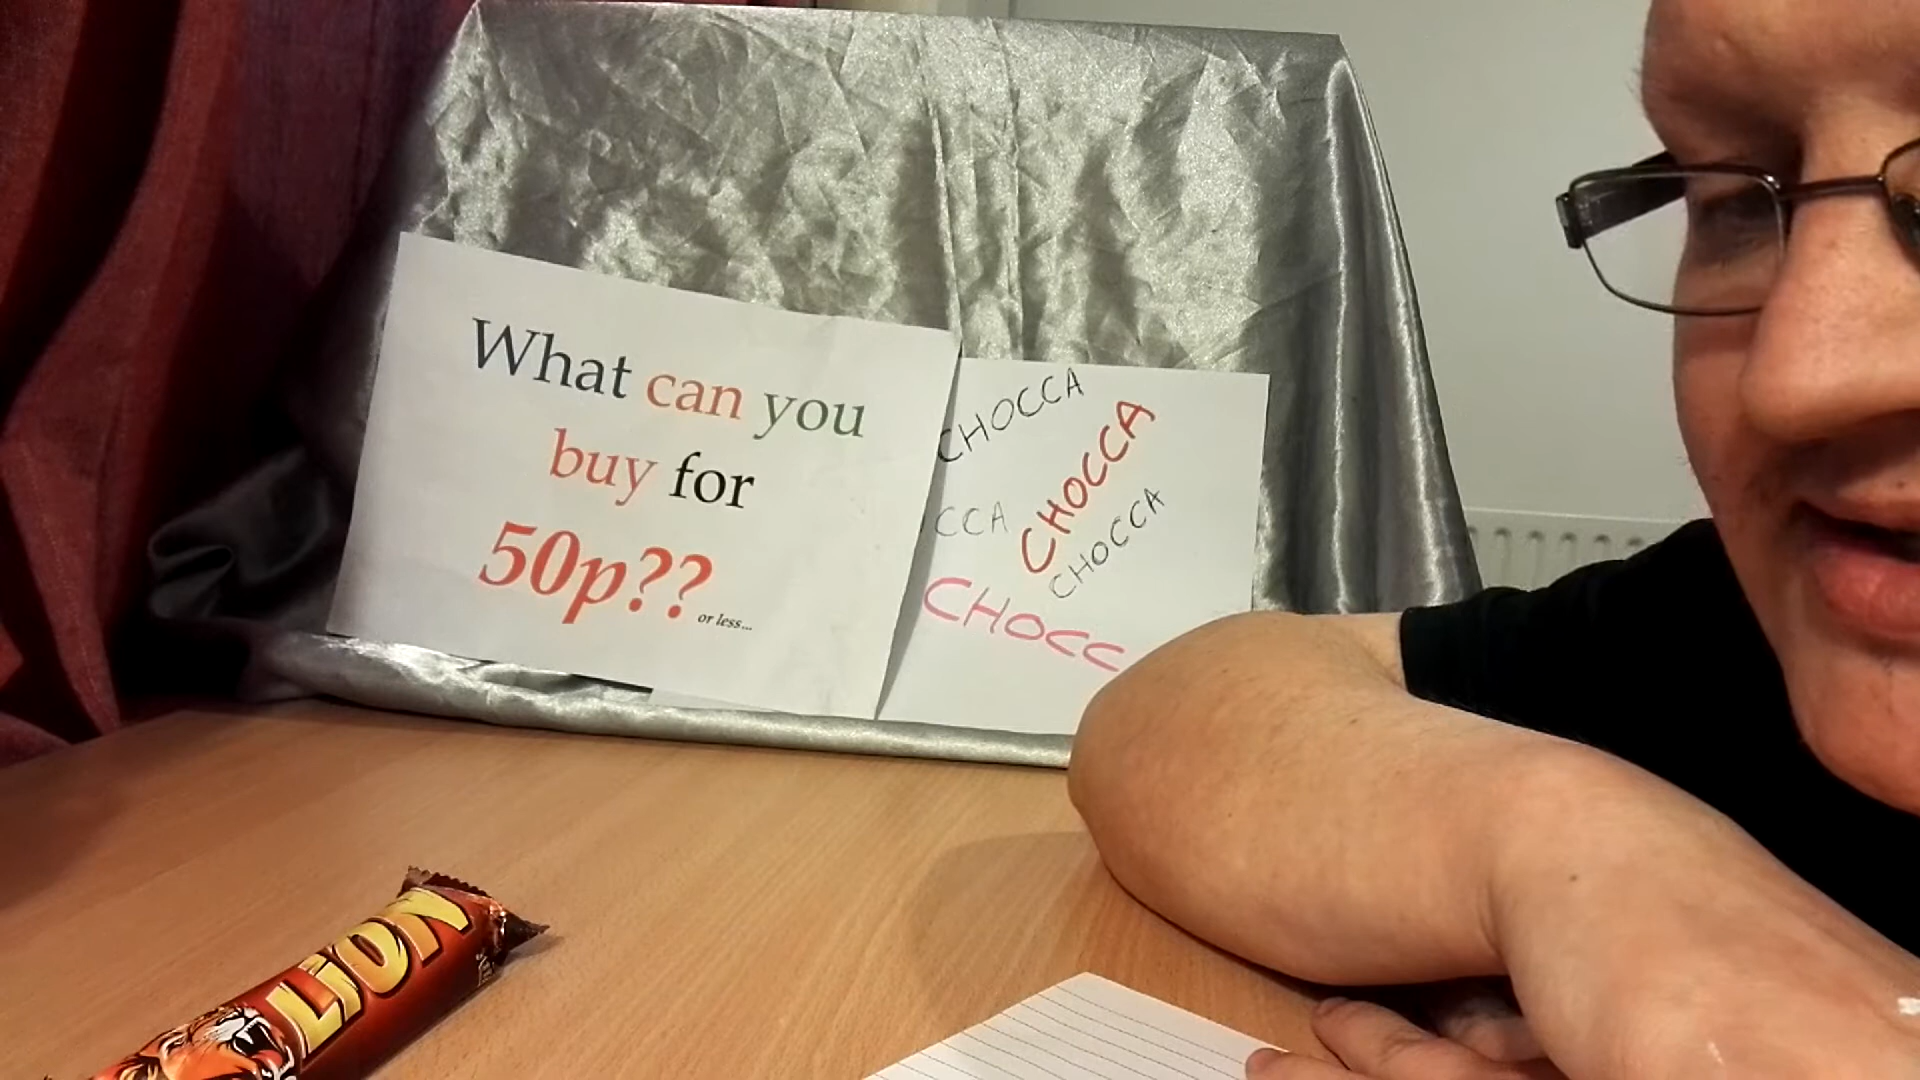 What can you
buy for
50p??
or less...
CHOCCA
CHOCCA
CCA
CHOCCA
CHOCC
LION